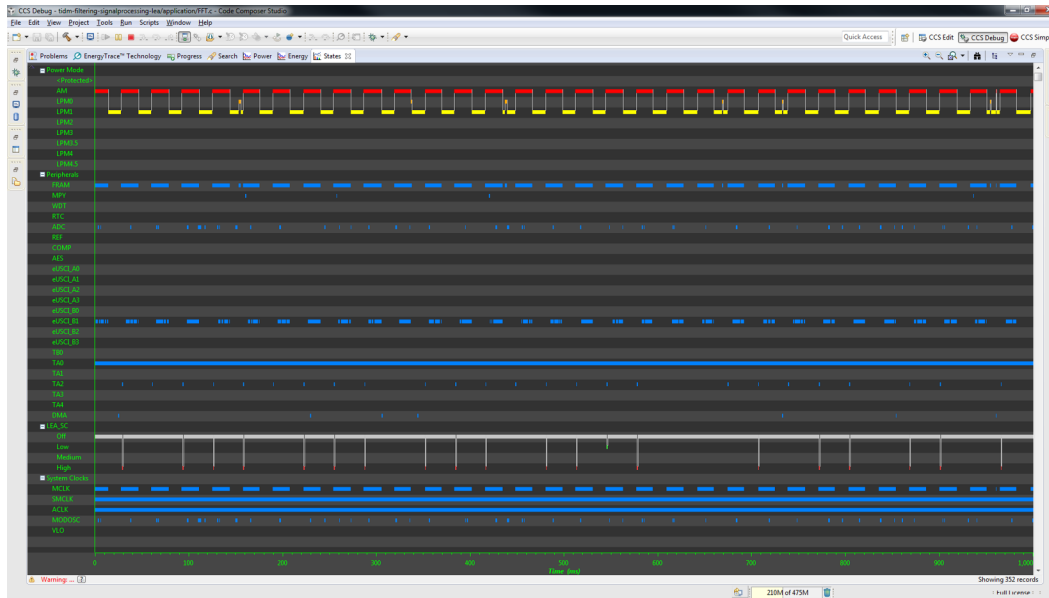 CCS Debug - tidm-filtering-signalprocessing-lea/application/FFT.c - Code Composer Studio
File Edit View Project Tools Run Scripts Window Help
Quick Access CCS Edit CCS Debug CCS Simp
Problems EnergyTrace™ Technology Progress Search Power Energy States
Power Mode
<Protected>
AM
LPM0
LPM1
LPM2
LPM3
LPM3.5
LPM4
LPM4.5
Peripherals
FRAM
MPY
WDT
RTC
ADC
REF
COMP
AES
eUSCI_A0
eUSCI_A1
eUSCI_A2
eUSCI_A3
eUSCI_B0
eUSCI_B1
eUSCI_B2
eUSCI_B3
TB0
TA0
TA1
TA2
TA3
TA4
DMA
LEA_SC
Off
Low
Medium
High
System Clocks
MCLK
SMCLK
ACLK
MODOSC
VLO
0 100 200 300 400 500 600 700 800 900 1,000
Time (ms)
Warning: ... Showing 352 records
210M of 475M Full License